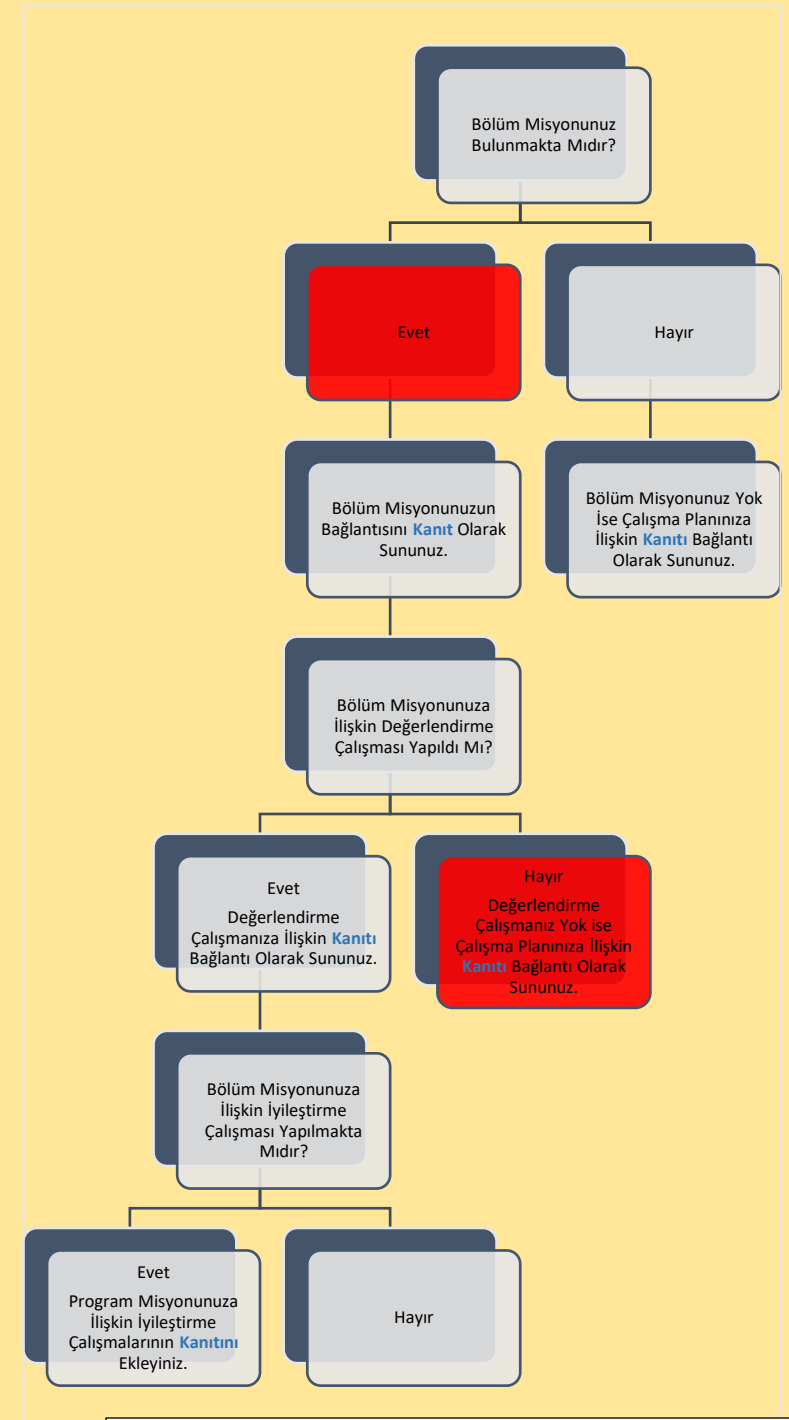 Bölüm Misyonunuz
Bulunmakta Mıdır?
Evet
Hayır
Bölüm Misyonunuzun
Bağlantısını Kanıt Olarak
Sununuz.
Bölüm Misyonunuz Yok
İse Çalışma Planınıza
İlişkin Kanıtı Bağlantı
Olarak Sununuz.
Bölüm Misyonunuza
İlişkin Değerlendirme
Çalışması Yapıldı Mı?
Evet
Değerlendirme
Çalışmanıza İlişkin Kanıtı
Bağlantı Olarak Sununuz.
Hayır
Değerlendirme
Çalışmanız Yok ise
Çalışma Planınıza İlişkin
Kanıtı Bağlantı Olarak
Sununuz.
Bölüm Misyonunuza
İlişkin İyileştirme
Çalışması Yapılmakta
Mıdır?
Evet
Program Misyonunuza
İlişkin İyileştirme
Çalışmalarının Kanıtını
Ekleyiniz.
Hayır